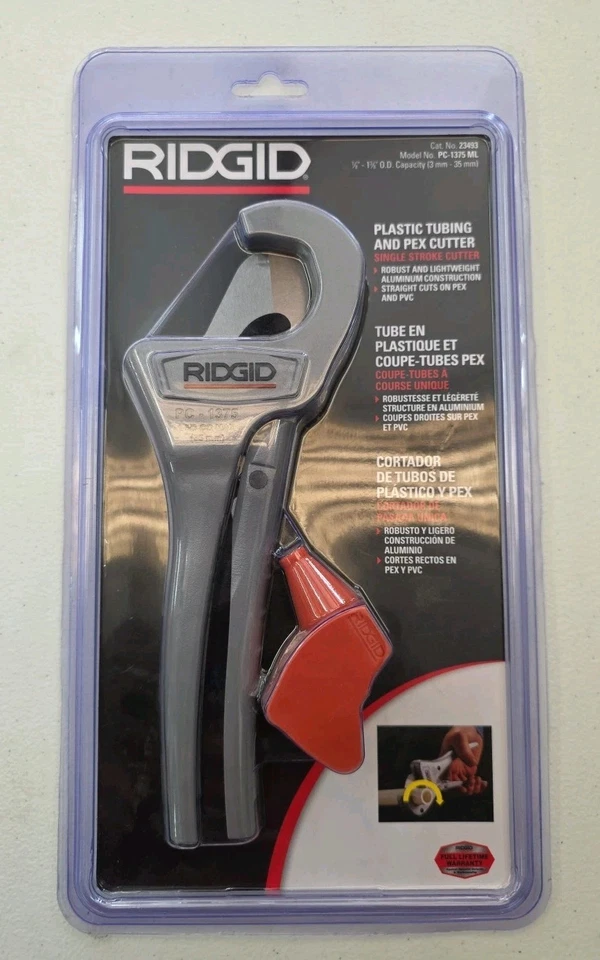 RIDGID®
Cat. No. 23493
Model No. PC-1375 ML
⅛" - 1⅜" O.D. Capacity (3 mm - 35 mm)
PLASTIC TUBING
AND PEX CUTTER
SINGLE STROKE CUTTER
ROBUST AND LIGHTWEIGHT
ALUMINUM CONSTRUCTION
STRAIGHT CUTS ON PEX
AND PVC
RIDGID
PC - 1375
TUBE EN
PLASTIQUE ET
COUPE-TUBES PEX
COUPE-TUBES À
COURSE UNIQUE
ROBUSTESSE ET LÉGÈRETÉ
STRUCTURE EN ALUMINIUM
COUPES DROITES SUR PEX
ET PVC
CORTADOR
DE TUBOS DE
PLÁSTICO Y PEX
CORTADOR DE
ROBUSTO Y LIGERO
CONSTRUCCIÓN DE
ALUMINIO
CORTES RECTOS EN
PEX Y PVC
RIDGID
RIDGID
FULL LIFETIME
WARRANTY